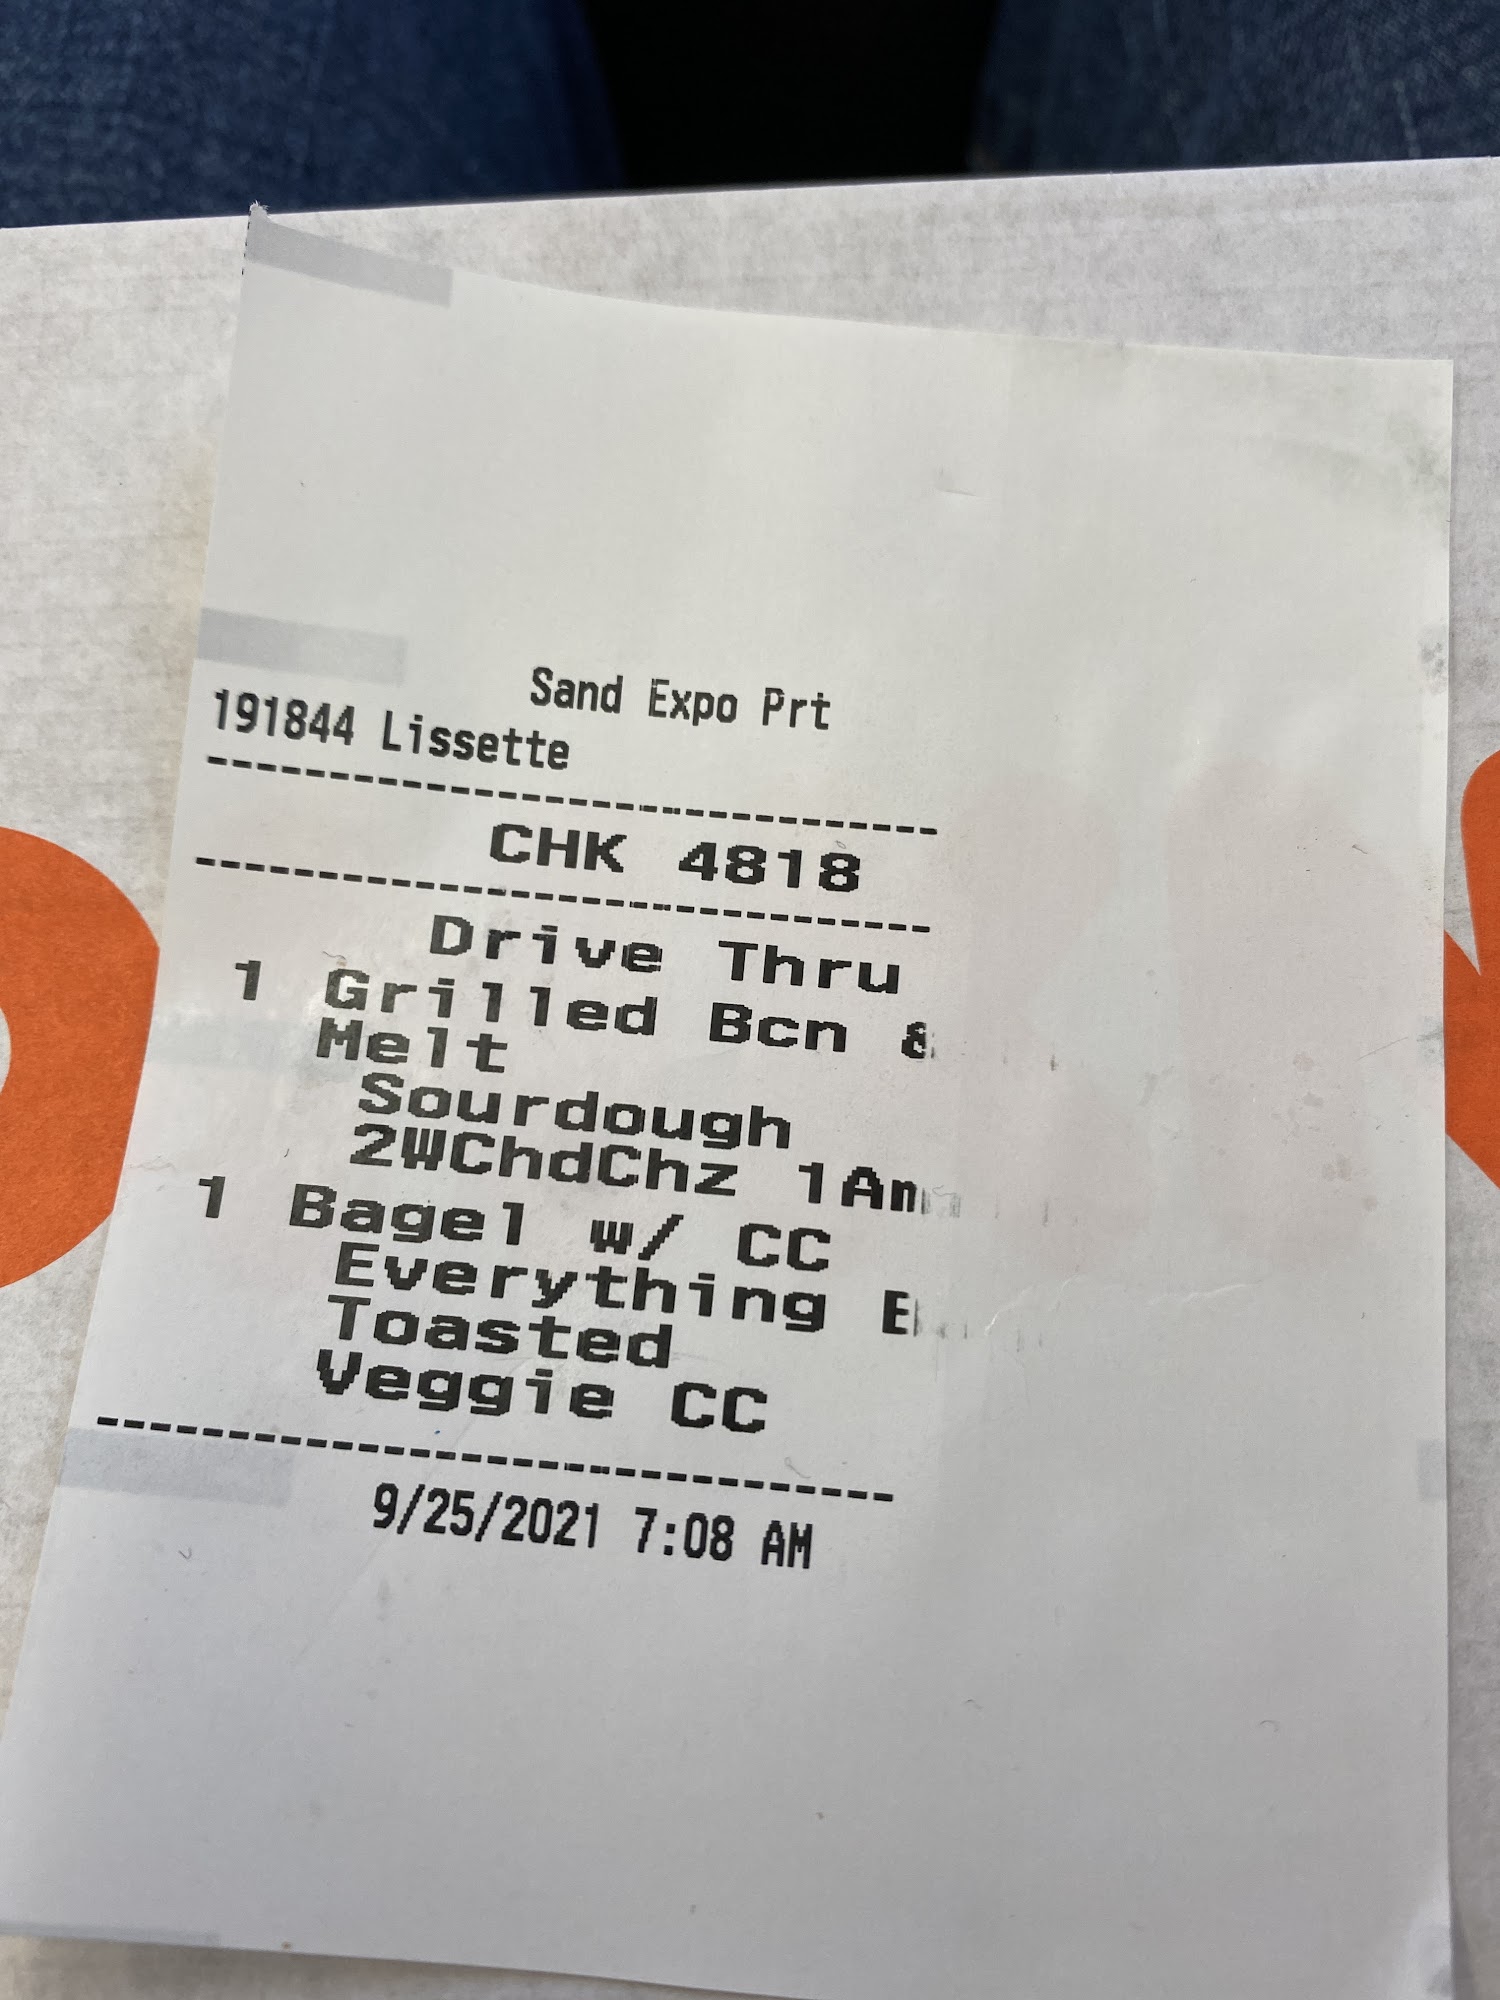 Sand Expo Prt
191844 Lissette
CHK 4818
Drive Thru
1 Grilled Bcn &
Melt
Sourdough
2WChdChz 1Am
1 Bagel w/ CC
Everything
Toasted
Veggie CC
9/25/2021 7:08 AM